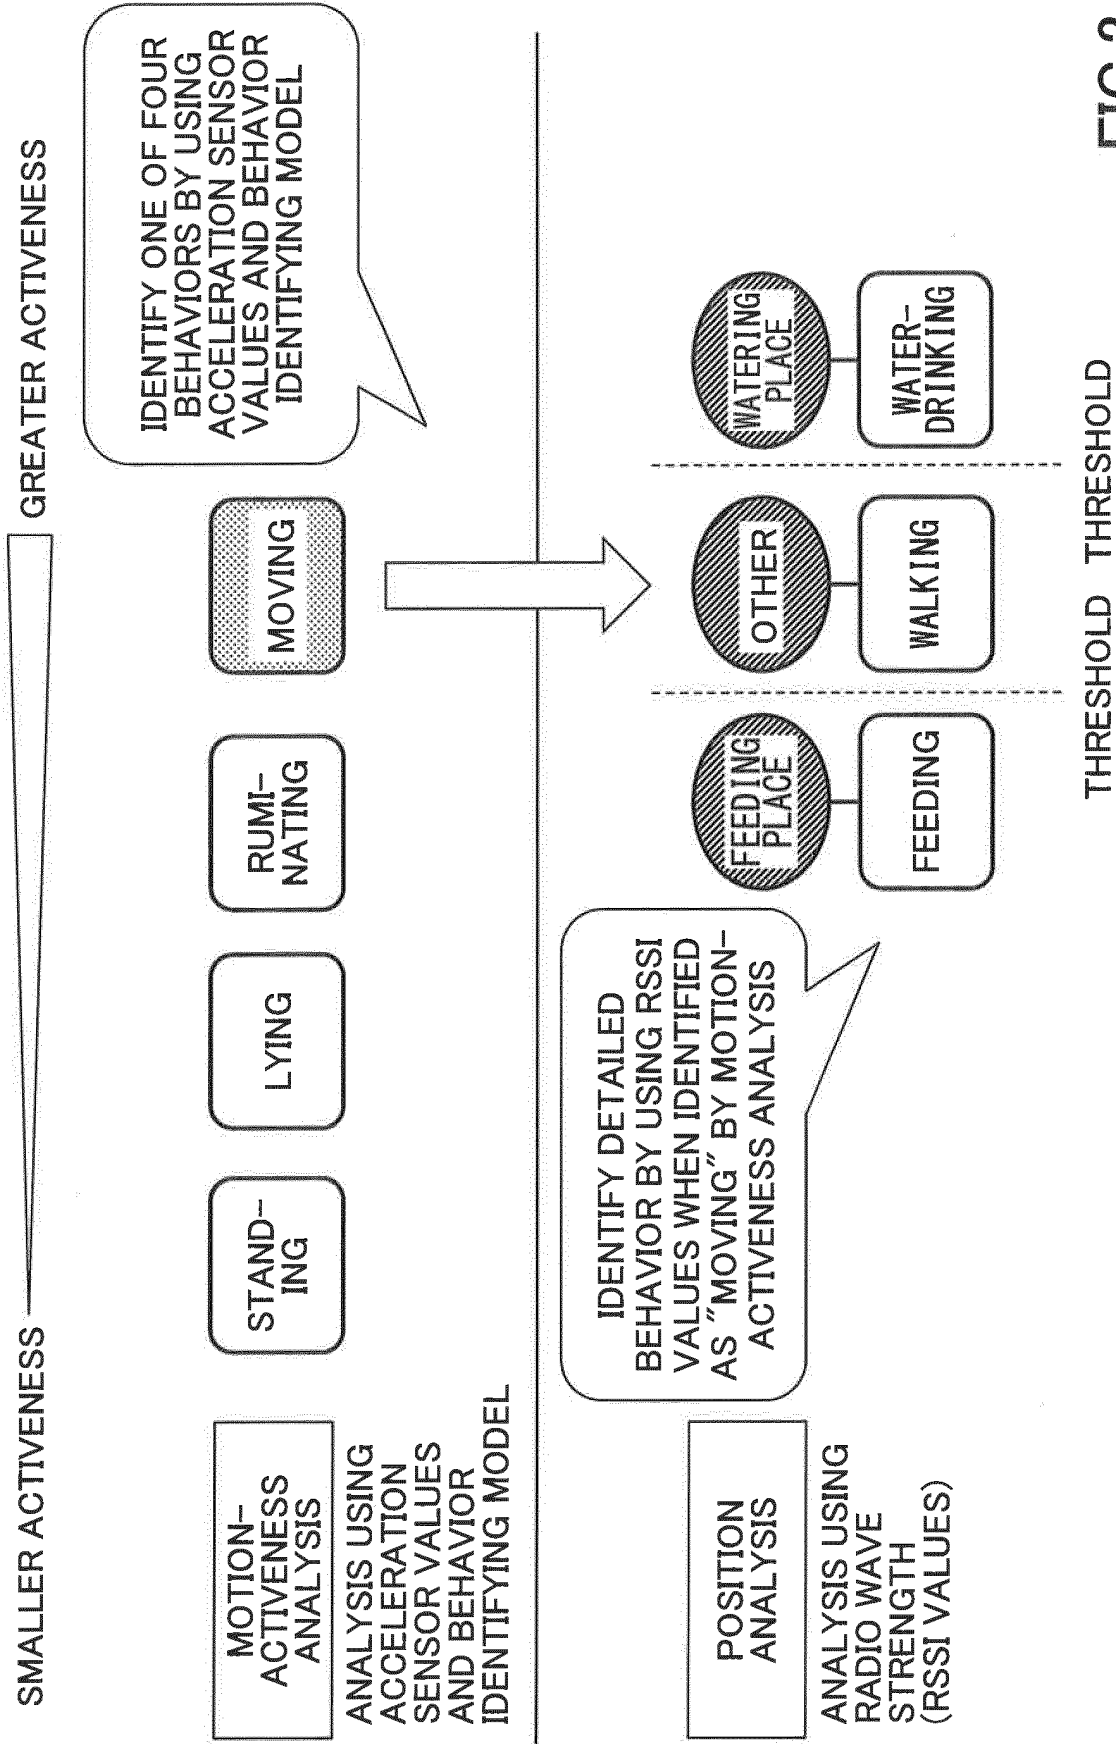 SMALLER ACTIVENESS
GREATER ACTIVENESS
MOTION-
ACTIVENESS
ANALYSIS
ANALYSIS USING
ACCELERATION
SENSOR VALUES
AND BEHAVIOR
IDENTIFYING MODEL
STAND-
ING
LYING
RUMI-
NATING
MOVING
IDENTIFY ONE OF FOUR
BEHAVIORS BY USING
ACCELERATION SENSOR
VALUES AND BEHAVIOR
IDENTIFYING MODEL
POSITION
ANALYSIS
ANALYSIS USING
RADIO WAVE
STRENGTH
(RSSI VALUES)
IDENTIFY DETAILED
BEHAVIOR BY USING RSSI
VALUES WHEN IDENTIFIED
AS "MOVING" BY MOTION-
ACTIVENESS ANALYSIS
FEEDING
PLACE
FEEDING
OTHER
WALKING
WATERING
PLACE
WATER-
DRINKING
THRESHOLD
THRESHOLD